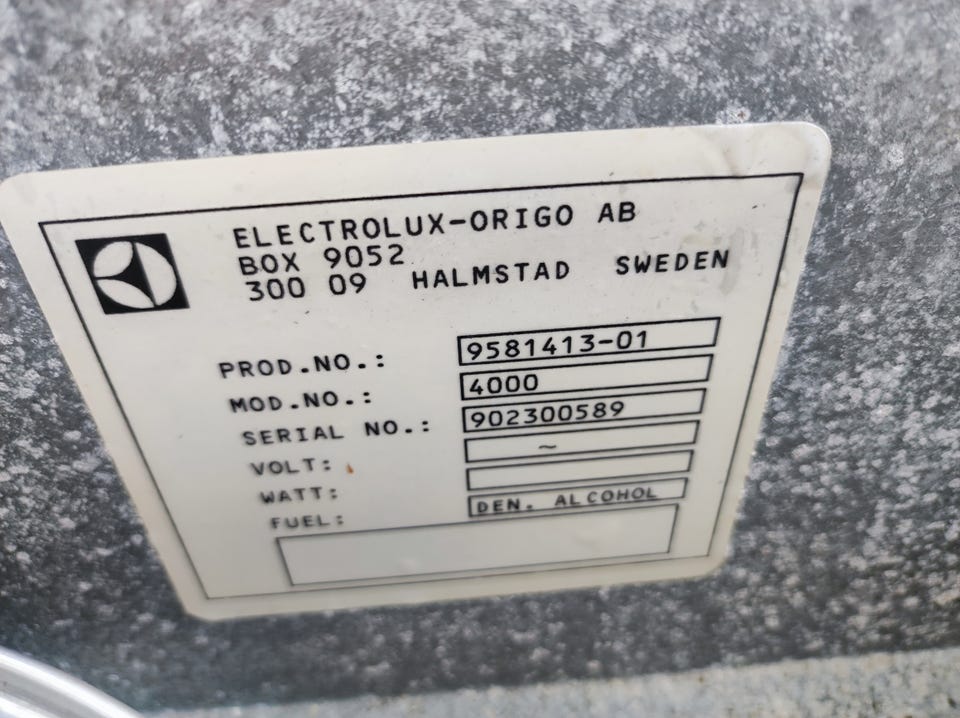 ELECTROLUX-ORIGO AB
BOX 9052
300 09 HALMSTAD SWEDEN
PROD.NO.: 9581413-01
MOD.NO.: 4000
SERIAL NO.: 902300589
VOLT: ~
WATT:
FUEL: DEN. ALCOHOL